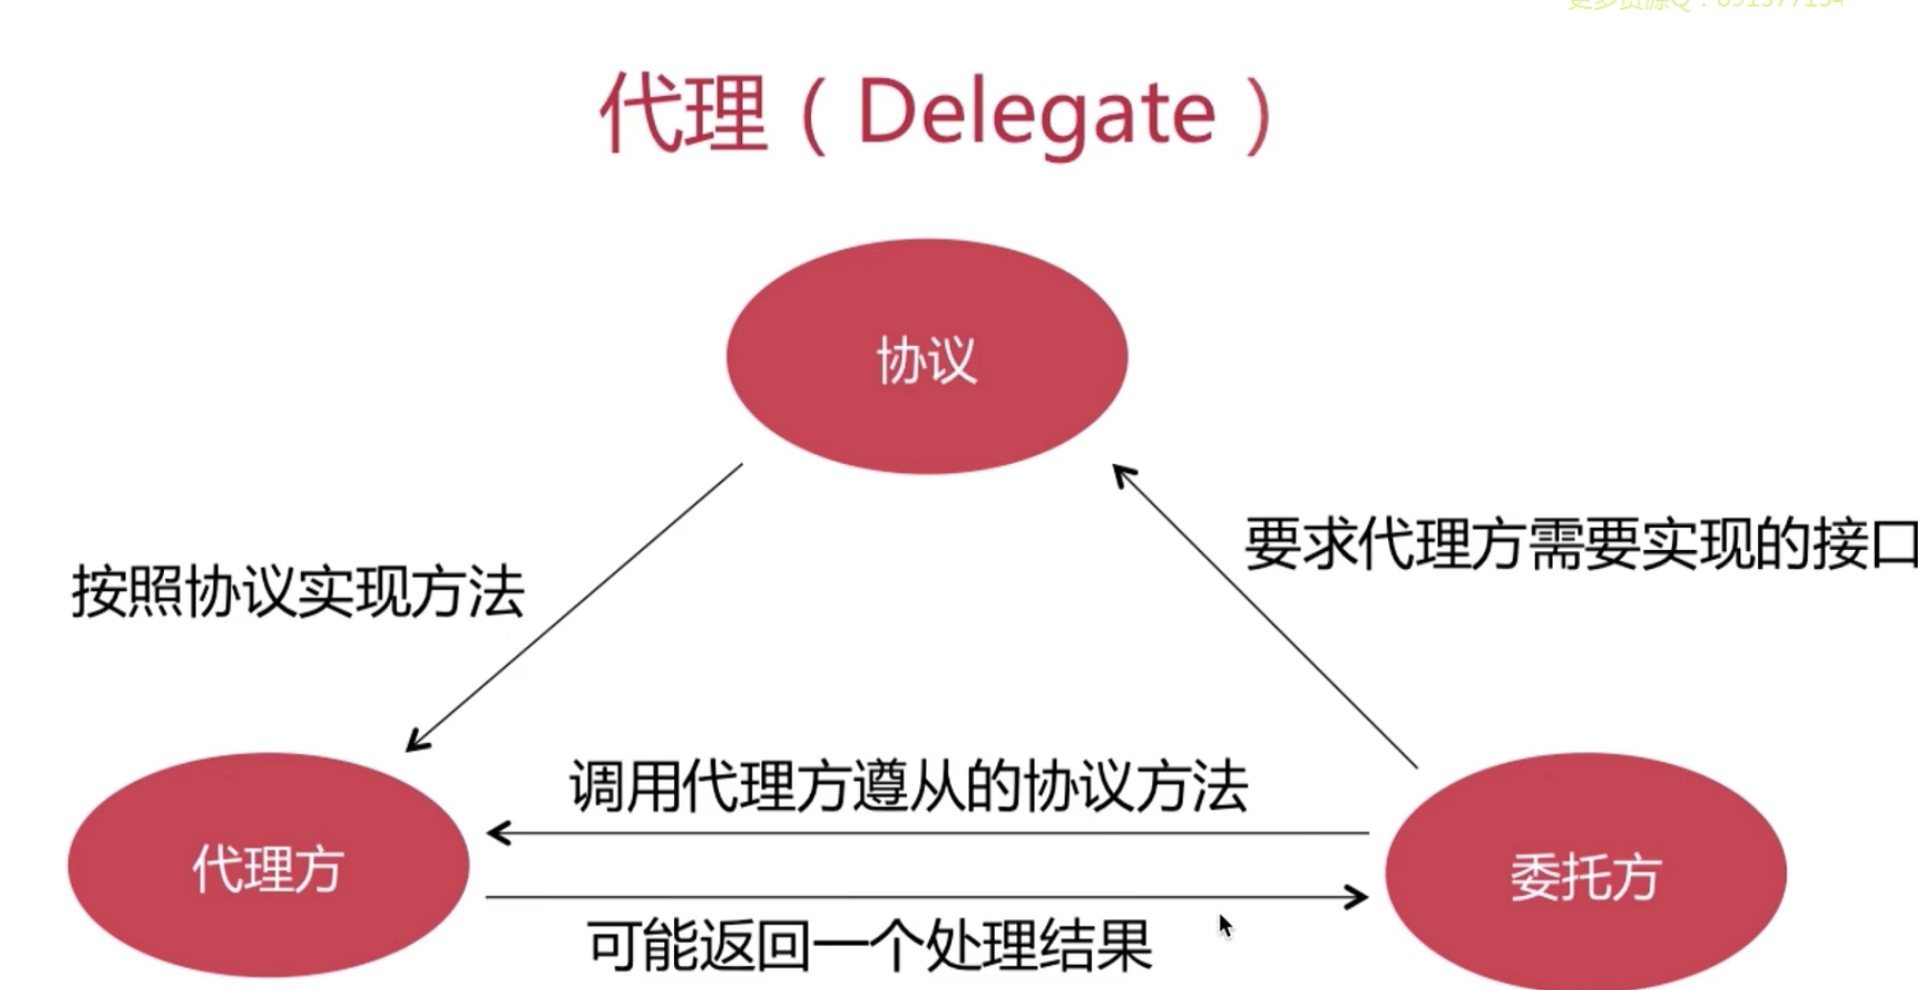 代理（Delegate）
协议
要求代理方需要实现的接口
按照协议实现方法
调用代理方遵从的协议方法
代理方
委托方
可能返回一个处理结果